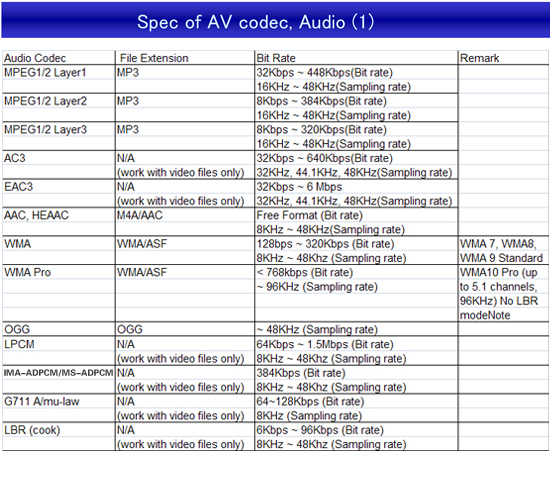 Spec of AV codec, Audio (1)
Audio Codec File Extension Bit Rate Remark
MPEG1/2 Layer1 MP3 32Kbps ~ 448Kbps(Bit rate)
16KHz ~ 48KHz(Sampling rate)
MPEG1/2 Layer2 MP3 8Kbps ~ 384Kbps(Bit rate)
16KHz ~ 48KHz(Sampling rate)
MPEG1/2 Layer3 MP3 8Kbps ~ 320Kbps(Bit rate)
16KHz ~ 48KHz(Sampling rate)
AC3 N/A 32Kbps ~ 640Kbps(Bit rate)
(work with video files only) 32KHz, 44.1KHz, 48KHz(Sampling rate)
EAC3 N/A 32Kbps ~ 6 Mbps
(work with video files only) 32KHz, 44.1KHz, 48KHz(Sampling rate)
AAC, HEAAC M4A/AAC Free Format (Bit rate)
8KHz ~ 48KHz(Sampling rate)
WMA WMA/ASF 128bps ~ 320Kbps (Bit rate) WMA 7, WMA8,
8KHz ~ 48Khz (Sampling rate) WMA 9 Standard
WMA Pro WMA/ASF < 768kbps (Bit rate) WMA10 Pro (up
~ 96KHz (Sampling rate) to 5.1 channels,
96KHz) No LBR
modeNote
OGG OGG ~ 48KHz (Sampling rate)
LPCM N/A 64Kbps ~ 1.5Mbps (Bit rate)
(work with video files only) 8KHz ~ 48Khz (Sampling rate)
IMA-ADPCM/MS-ADPCM N/A 384Kbps (Bit rate)
(work with video files only) 8KHz ~ 48Khz (Sampling rate)
G711 A/mu-law N/A 64~128Kbps (Bit rate)
(work with video files only) 8KHz (Sampling rate)
LBR (cook) N/A 6Kbps ~ 96Kbps (Bit rate)
(work with video files only) 8KHz ~ 48Khz (Sampling rate)